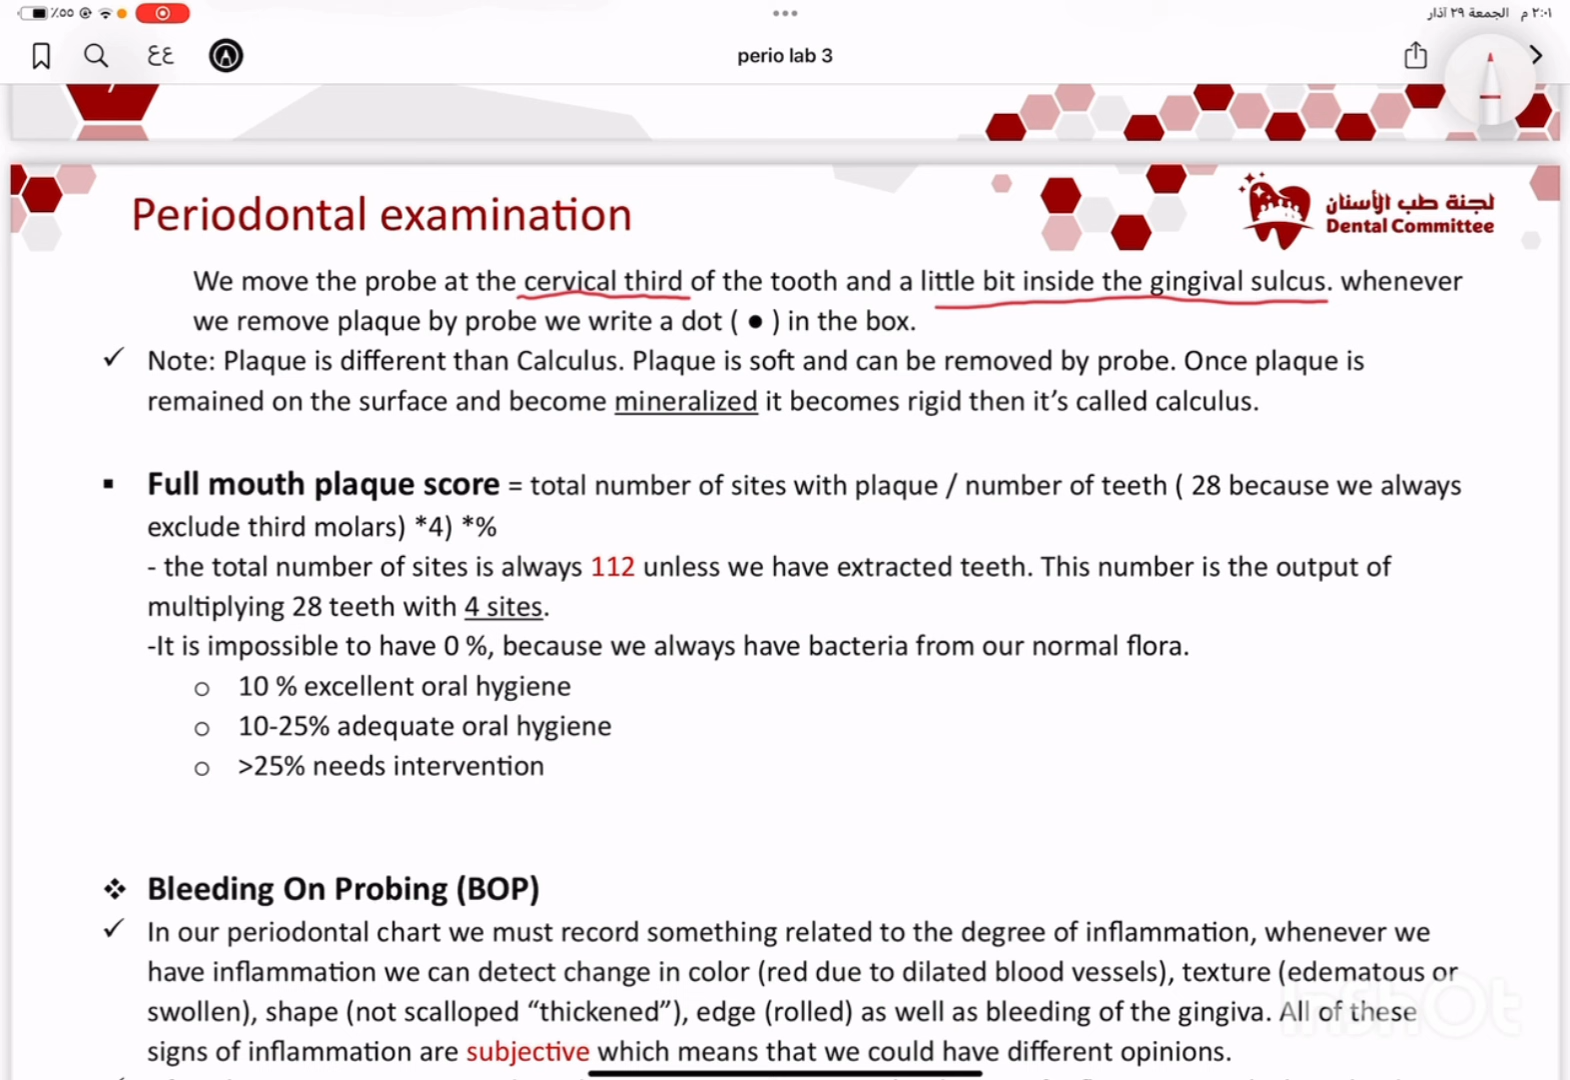 ٪٥٥
٢:٠١ م الجمعة ٢٩ آذار
عع
perio lab 3
Periodontal examination
لجنة طب الأسنان
Dental Committee
We move the probe at the cervical third of the tooth and a little bit inside the gingival sulcus. whenever
we remove plaque by probe we write a dot ( ● ) in the box.
✓ Note: Plaque is different than Calculus. Plaque is soft and can be removed by probe. Once plaque is
remained on the surface and become mineralized it becomes rigid then it’s called calculus.
▪ Full mouth plaque score = total number of sites with plaque / number of teeth ( 28 because we always
exclude third molars) *4) *%
- the total number of sites is always 112 unless we have extracted teeth. This number is the output of
multiplying 28 teeth with 4 sites.
-It is impossible to have 0 %, because we always have bacteria from our normal flora.
o 10 % excellent oral hygiene
o 10-25% adequate oral hygiene
o >25% needs intervention
❖ Bleeding On Probing (BOP)
✓ In our periodontal chart we must record something related to the degree of inflammation, whenever we
have inflammation we can detect change in color (red due to dilated blood vessels), texture (edematous or
swollen), shape (not scalloped “thickened”), edge (rolled) as well as bleeding of the gingiva. All of these
signs of inflammation are subjective which means that we could have different opinions.
InShOt